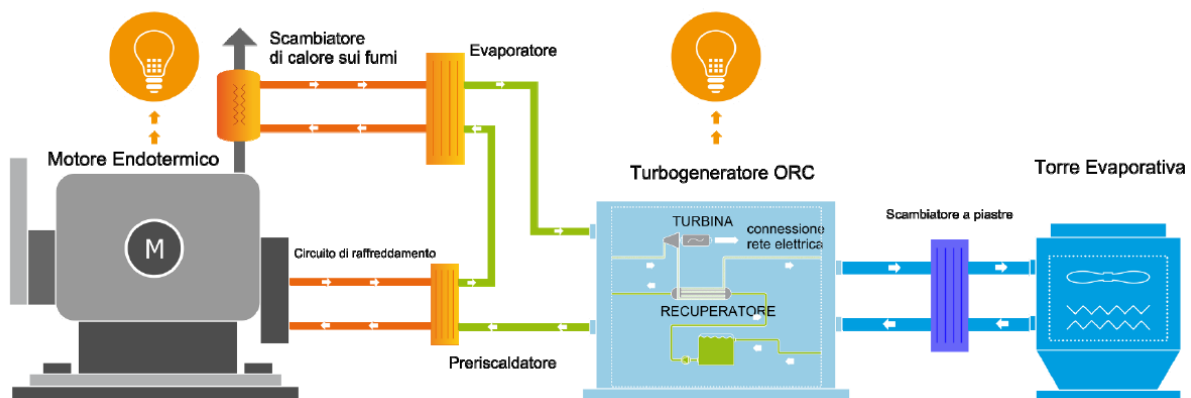 Scambiatore
di calore sui fumi
Evaporatore
Motore Endotermico
M
Circuito di raffreddamento
Preriscaldatore
Turbogeneratore ORC
TURBINA
connessione
rete elettrica
RECUPERATORE
Scambiatore a piastre
Torre Evaporativa